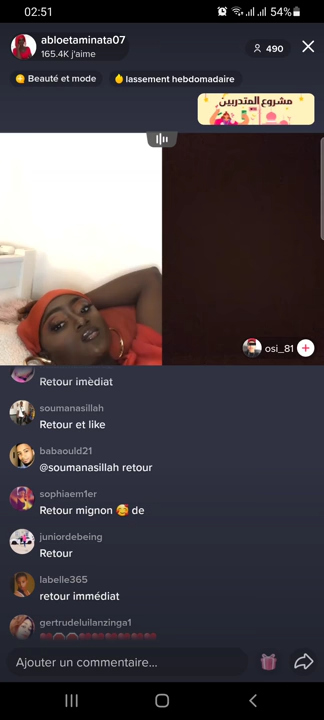 02:51
54%
abloetaminata07
165.4K j'aime
490
Beauté et mode
lassement hebdomadaire
مشروع المتدربين
osi_81
Retour imèdiat
soumanasillah
Retour et like
babaould21
@soumanasillah retour
sophiaem1er
Retour mignon 🥰 de
juniordebeing
Retour
labelle365
retour immédiat
gertrudeluilanzinga1
Ajouter un commentaire...